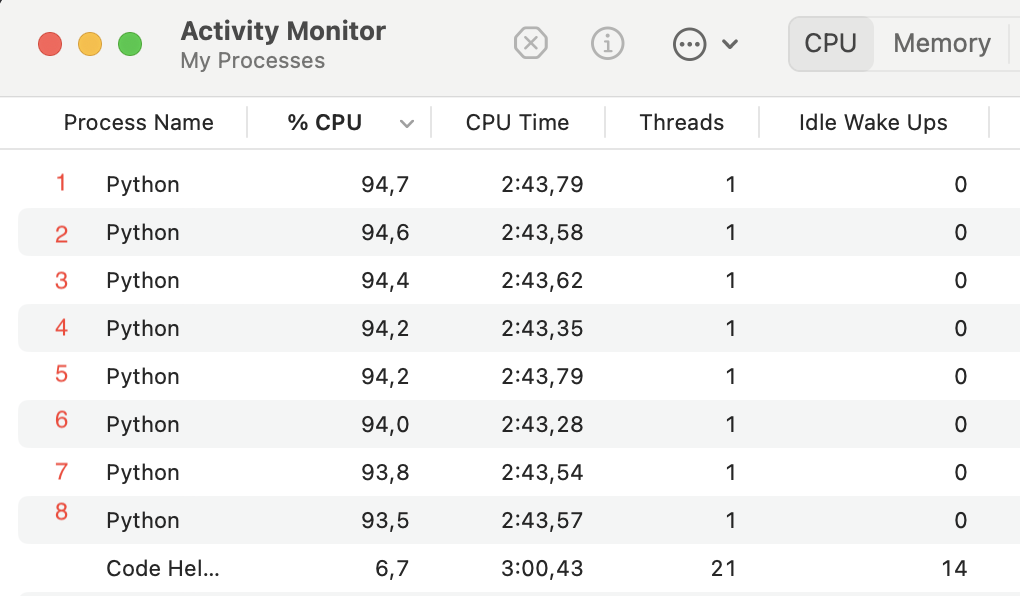 Activity Monitor
My Processes
CPU Memory
Process Name % CPU CPU Time Threads Idle Wake Ups
1 Python 94,7 2:43,79 1 0
2 Python 94,6 2:43,58 1 0
3 Python 94,4 2:43,62 1 0
4 Python 94,2 2:43,35 1 0
5 Python 94,2 2:43,79 1 0
6 Python 94,0 2:43,28 1 0
7 Python 93,8 2:43,54 1 0
8 Python 93,5 2:43,57 1 0
Code Hel... 6,7 3:00,43 21 14